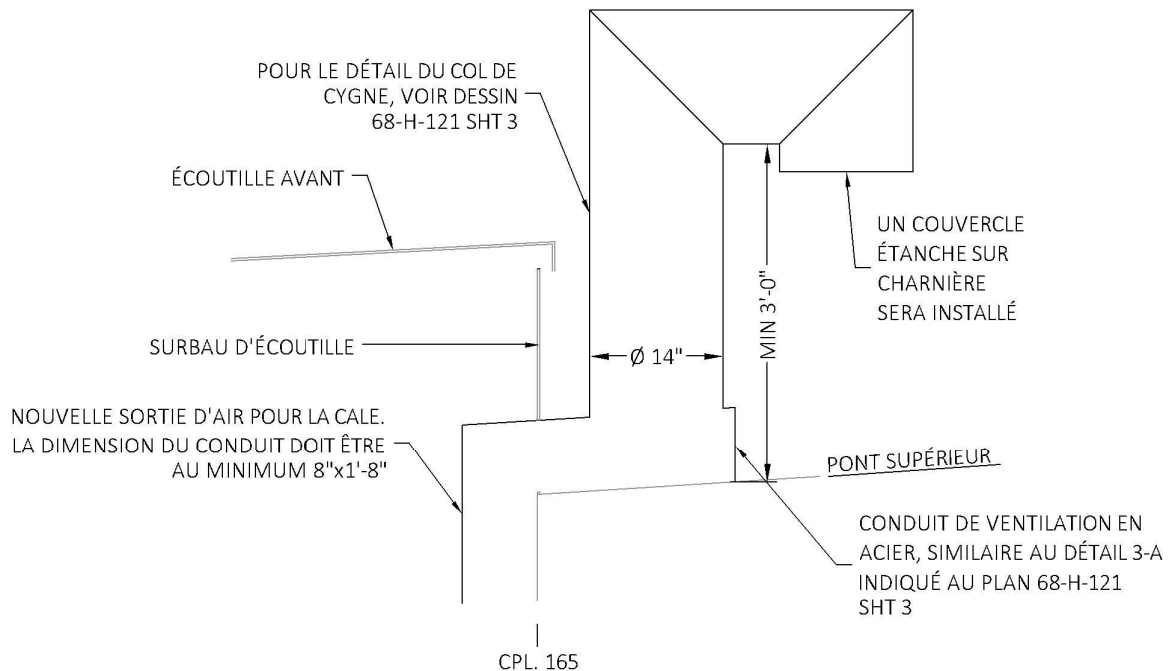 POUR LE DÉTAIL DU COL DE
CYGNE, VOIR DESSIN
68-H-121 SHT 3
ÉCOUTILLE AVANT
UN COUVERCLE
ÉTANCHE SUR
CHARNIÈRE
SERA INSTALLÉ
MIN 3'-0"
SURBAU D'ÉCOUTILLE
Ø 14"
NOUVELLE SORTIE D'AIR POUR LA CALE.
LA DIMENSION DU CONDUIT DOIT ÊTRE
AU MINIMUM 8"x1'-8"
PONT SUPÉRIEUR
CONDUIT DE VENTILATION EN
ACIER, SIMILAIRE AU DÉTAIL 3-A
INDIQUÉ AU PLAN 68-H-121
SHT 3
CPL. 165